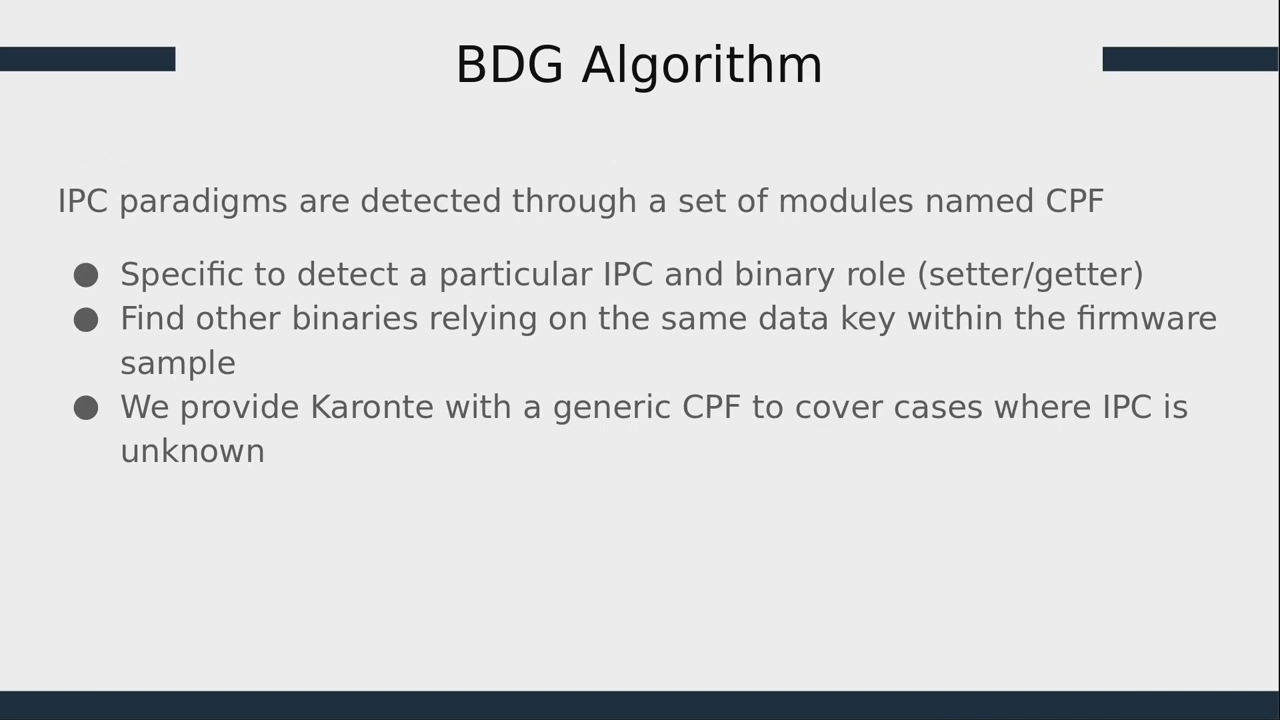 BDG Algorithm
IPC paradigms are detected through a set of modules named CPF
● Specific to detect a particular IPC and binary role (setter/getter)
● Find other binaries relying on the same data key within the firmware
sample
● We provide Karonte with a generic CPF to cover cases where IPC is
unknown